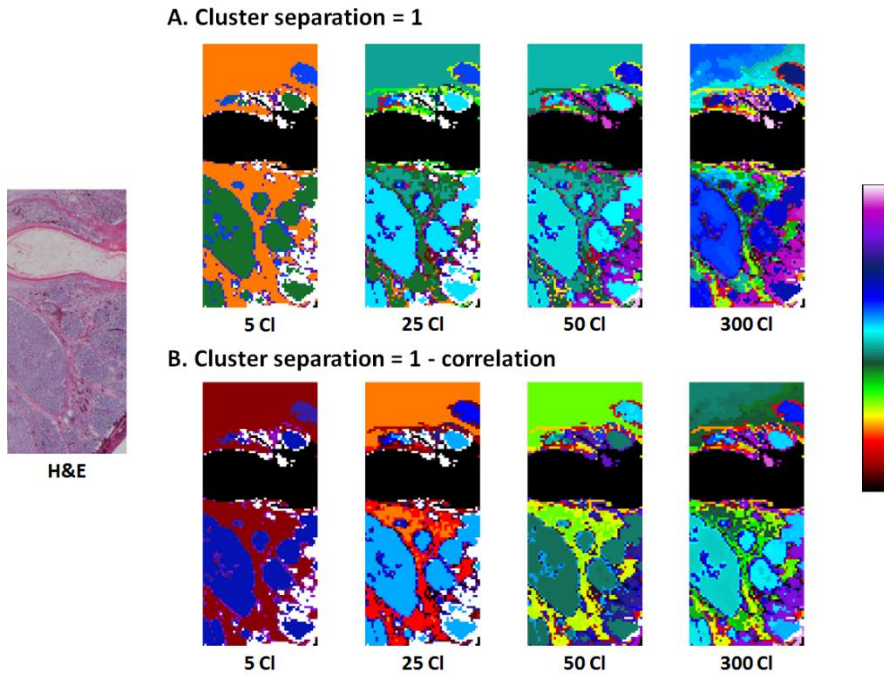 A. Cluster separation = 1
5 Cl
25 Cl
50 Cl
300 Cl
H&E
B. Cluster separation = 1 - correlation
5 Cl
25 Cl
50 Cl
300 Cl